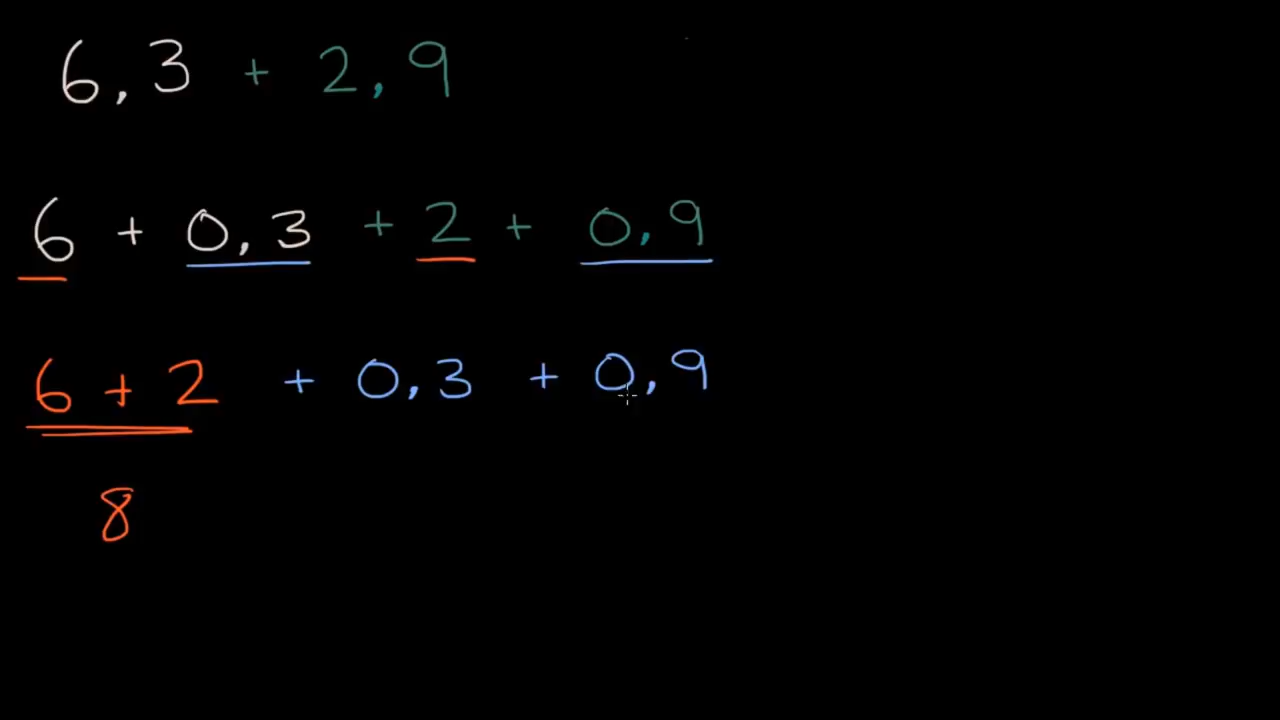 6,3 + 2,9
6 + 0,3 + 2 + 0,9
6 + 2 + 0,3 + 0,9
8